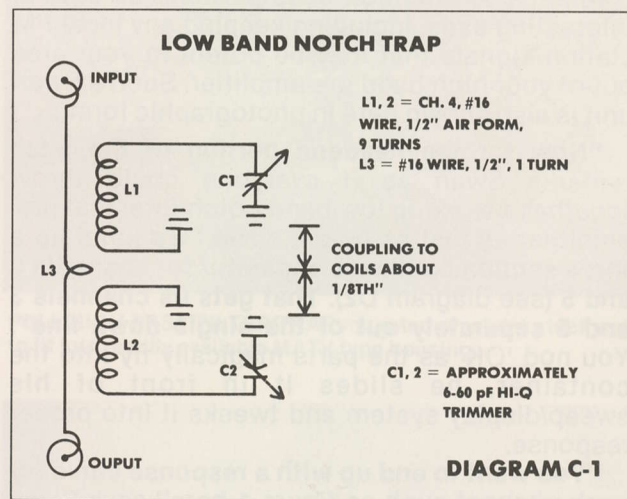 LOW BAND NOTCH TRAP
INPUT
L1, 2 = CH. 4, #16
WIRE, 1/2" AIR FORM,
9 TURNS
L3 = #16 WIRE, 1/2", 1 TURN
L1
C1
L3
COUPLING TO
COILS ABOUT
1/8TH"
L2
C2
C1, 2 = APPROXIMATELY
6-60 pF HI-Q
TRIMMER
OUPUT
DIAGRAM C-1